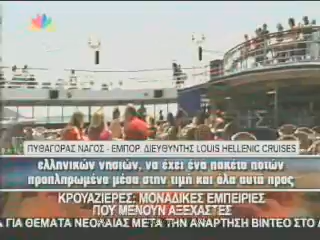 ΠΥΘΑΓΟΡΑΣ ΝΑΓΟΣ - ΕΜΠΟΡ. ΔΙΕΥΘΥΝΤΗΣ LOUIS HELLENIC CRUISES
ελληνικών νησιών, να έχει ένα πακέτο ποτών
προπληρωμένο μέσα στην τιμή και όλα αυτά προς
ΚΡΟΥΑΖΙΕΡΕΣ: ΜΟΝΑΔΙΚΕΣ ΕΜΠΕΙΡΙΕΣ
ΠΟΥ ΜΕΝΟΥΝ ΑΞΕΧΑΣΤΕΣ
ΓΙΑ ΘΕΜΑΤΑ ΝΕΟΛΑΙΑΣ ΜΕΤΑ ΤΗΝ ΑΝΑΡΤΗΣΗ ΒΙΝΤΕΟ ΣΤΟ